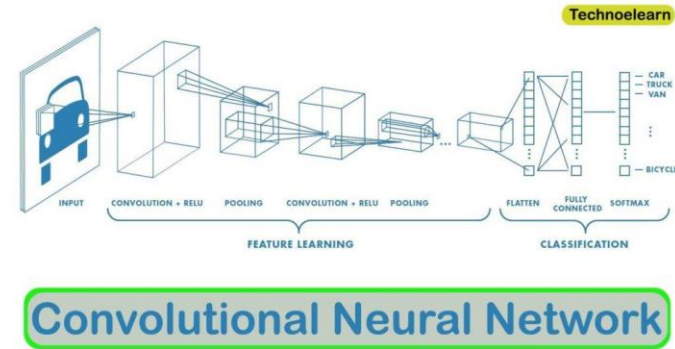 Technoelearn
CAR
TRUCK
VAN
BICYCLE
INPUT CONVOLUTION + RELU POOLING CONVOLUTION + RELU POOLING FLATTEN FULLY CONNECTED SOFTMAX
FEATURE LEARNING CLASSIFICATION
Convolutional Neural Network